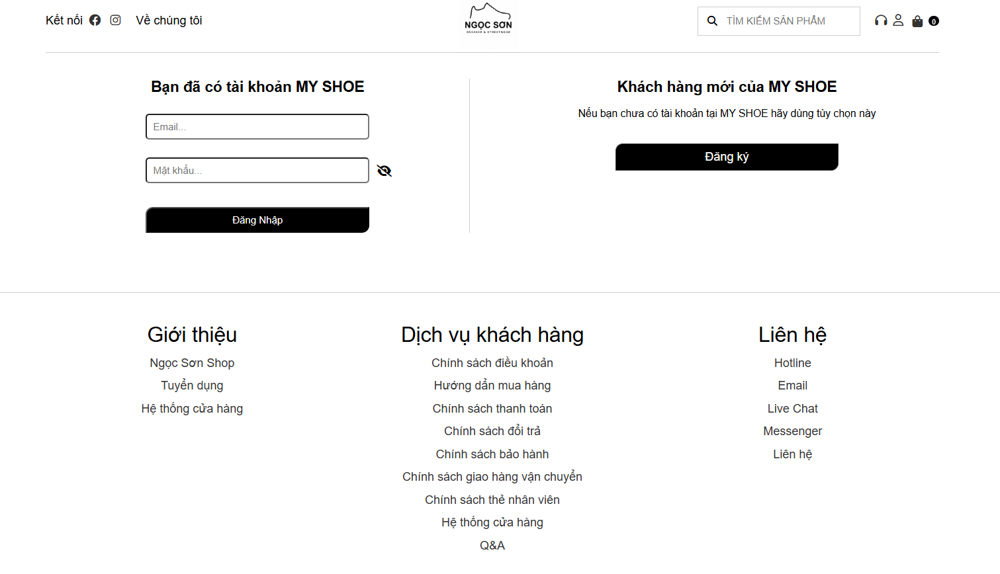 Kết nối
Về chúng tôi
NGỌC SƠN
SNEAKER & STREETWEAR
TÌM KIẾM SẢN PHẨM
0
Bạn đã có tài khoản MY SHOE
Email...
Mật khẩu...
Đăng Nhập
Khách hàng mới của MY SHOE
Nếu bạn chưa có tài khoản tại MY SHOE hãy dùng tùy chọn này
Đăng ký
Giới thiệu
Ngọc Sơn Shop
Tuyển dụng
Hệ thống cửa hàng
Dịch vụ khách hàng
Chính sách điều khoản
Hướng dẩn mua hàng
Chính sách thanh toán
Chính sách đổi trả
Chính sách bảo hành
Chính sách giao hàng vận chuyển
Chính sách thẻ nhân viên
Hệ thống cửa hàng
Q&A
Liên hệ
Hotline
Email
Live Chat
Messenger
Liên hệ